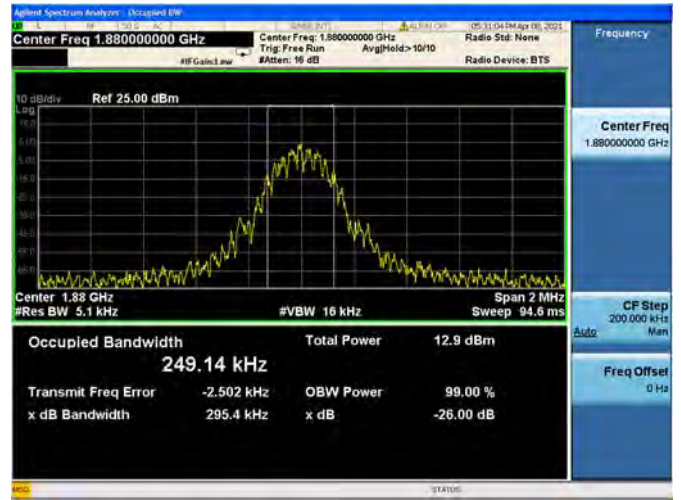 Agilent Spectrum Analyzer - Occupied BW
SENSE:INT
ALIGN OFF
05:31:04 PM Apr 08, 2021
Center Freq 1.880000000 GHz
Center Freq: 1.880000000 GHz
Radio Std: None
Frequency
Trig: Free Run
Avg|Hold>10/10
#IFGain:Low
#Atten: 16 dB
Radio Device: BTS
10 dB/div
Ref 25.00 dBm
Log
Center Freq
1.880000000 GHz
Center 1.88 GHz
Span 2 MHz
#Res BW 5.1 kHz
#VBW 16 kHz
Sweep 94.6 ms
CF Step
200.000 kHz
Auto
Man
Occupied Bandwidth
Total Power
12.9 dBm
249.14 kHz
Freq Offset
0 Hz
Transmit Freq Error
-2.502 kHz
OBW Power
99.00 %
x dB Bandwidth
295.4 kHz
x dB
-26.00 dB
MSG
STATUS